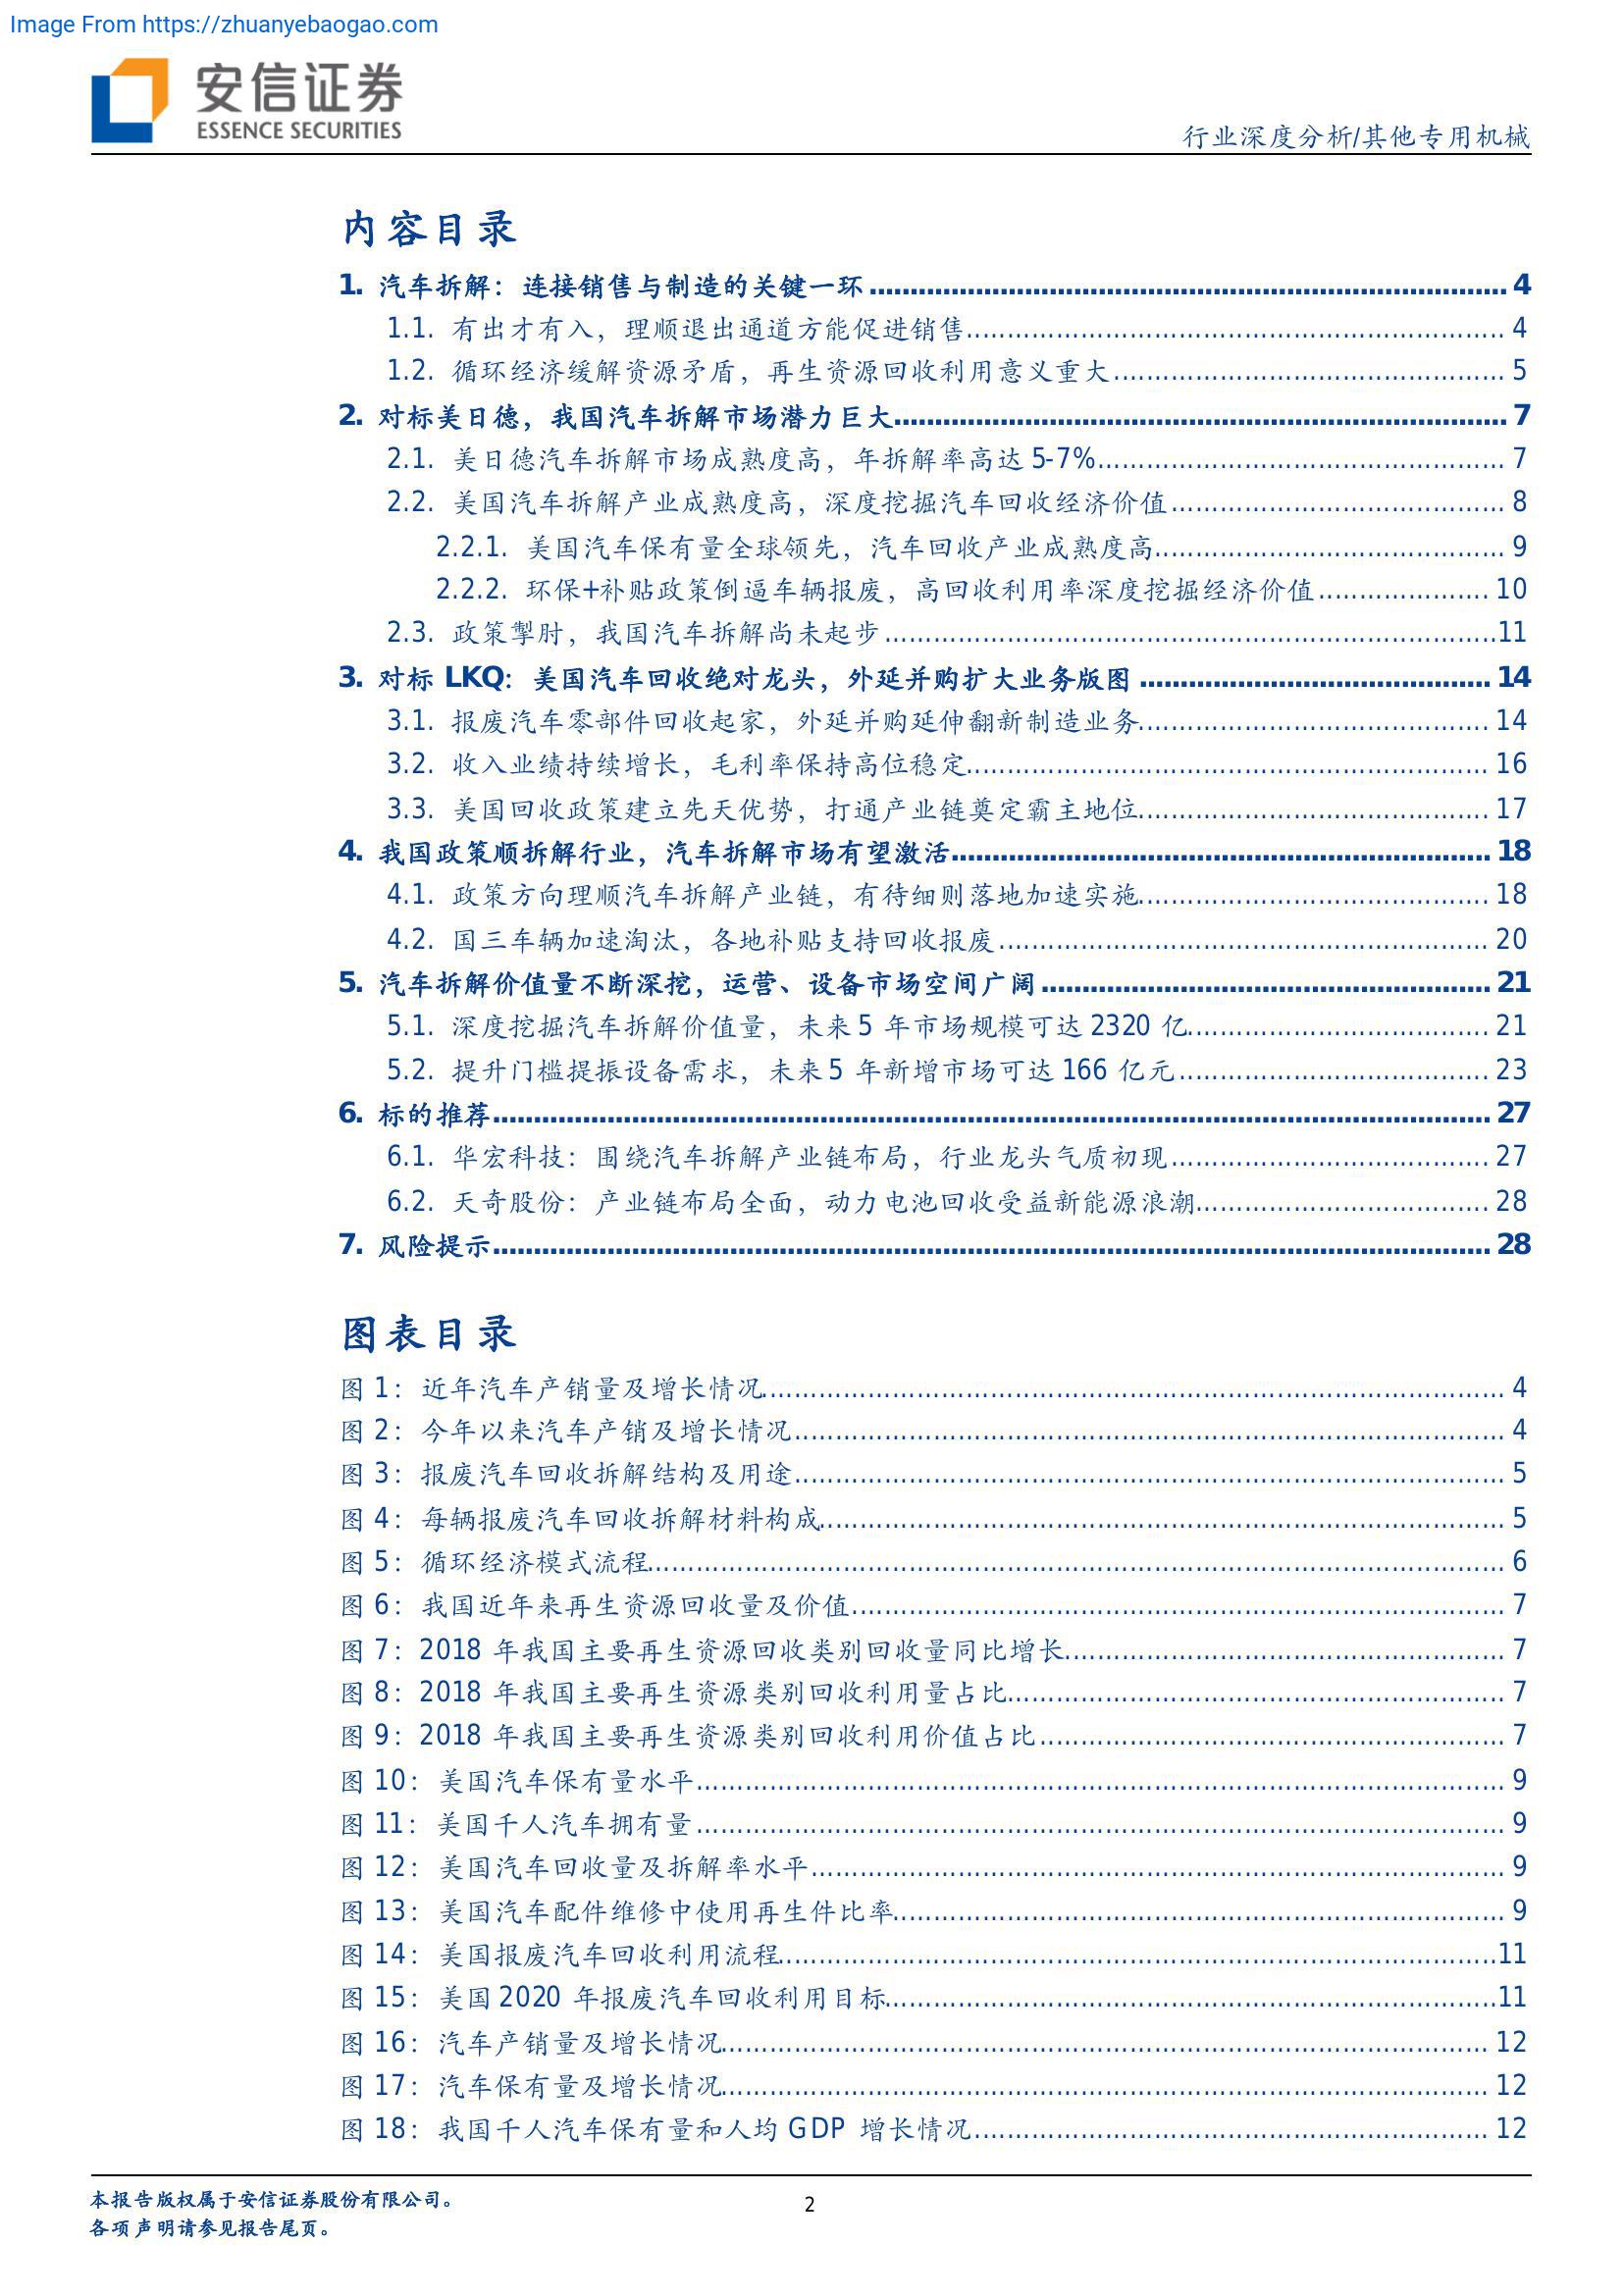 Image From https://zhuanyebaogao.com
安信证券
ESSENCE SECURITIES
行业深度分析/其他专用机械
内容目录
1. 汽车拆解：连接销售与制造的关键一环 4
1.1. 有出才有入，理顺退出通道方能促进销售 4
1.2. 循环经济缓解资源矛盾，再生资源回收利用意义重大 5
2. 对标美日德，我国汽车拆解市场潜力巨大 7
2.1. 美日德汽车拆解市场成熟度高，年拆解率高达 5-7% 7
2.2. 美国汽车拆解产业成熟度高，深度挖掘汽车回收经济价值 8
2.2.1. 美国汽车保有量全球领先，汽车回收产业成熟度高 9
2.2.2. 环保+补贴政策倒逼车辆报废，高回收利用率深度挖掘经济价值 10
2.3. 政策掣肘，我国汽车拆解尚未起步 11
3. 对标 LKQ：美国汽车回收绝对龙头，外延并购扩大业务版图 14
3.1. 报废汽车零部件回收起家，外延并购延伸翻新制造业务 14
3.2. 收入业绩持续增长，毛利率保持高位稳定 16
3.3. 美国回收政策建立先天优势，打通产业链奠定霸主地位 17
4. 我国政策顺拆解行业，汽车拆解市场有望激活 18
4.1. 政策方向理顺汽车拆解产业链，有待细则落地加速实施 18
4.2. 国三车辆加速淘汰，各地补贴支持回收报废 20
5. 汽车拆解价值量不断深挖，运营、设备市场空间广阔 21
5.1. 深度挖掘汽车拆解价值量，未来 5 年市场规模可达 2320 亿 21
5.2. 提升门槛提振设备需求，未来 5 年新增市场可达 166 亿元 23
6. 标的推荐 27
6.1. 华宏科技：围绕汽车拆解产业链布局，行业龙头气质初现 27
6.2. 天奇股份：产业链布局全面，动力电池回收受益新能源浪潮 28
7. 风险提示 28
图表目录
图 1：近年汽车产销量及增长情况 4
图 2：今年以来汽车产销及增长情况 4
图 3：报废汽车回收拆解结构及用途 5
图 4：每辆报废汽车回收拆解材料构成 5
图 5：循环经济模式流程 6
图 6：我国近年来再生资源回收量及价值 7
图 7：2018 年我国主要再生资源回收类别回收量同比增长 7
图 8：2018 年我国主要再生资源类别回收利用量占比 7
图 9：2018 年我国主要再生资源类别回收利用价值占比 7
图 10：美国汽车保有量水平 9
图 11：美国千人汽车拥有量 9
图 12：美国汽车回收量及拆解率水平 9
图 13：美国汽车配件维修中使用再生件比率 9
图 14：美国报废汽车回收利用流程 11
图 15：美国 2020 年报废汽车回收利用目标 11
图 16：汽车产销量及增长情况 12
图 17：汽车保有量及增长情况 12
图 18：我国千人汽车保有量和人均 GDP 增长情况 12
本报告版权属于安信证券股份有限公司。
各项声明请参见报告尾页。
2